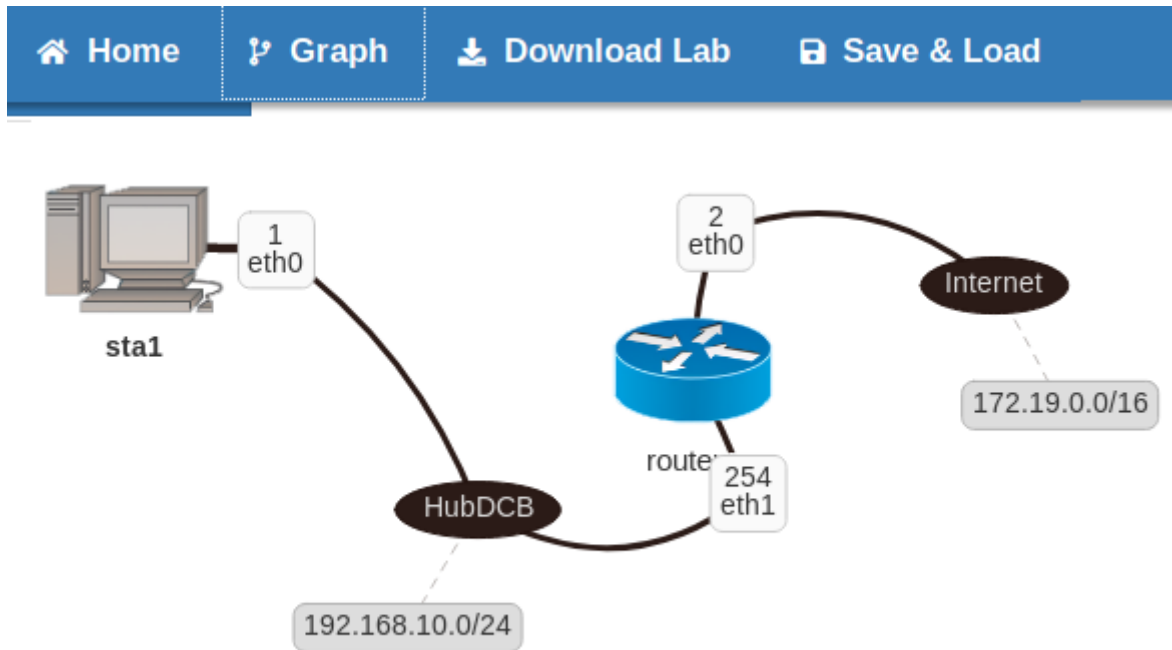 Home Graph Download Lab Save & Load
1
eth0
sta1
2
eth0
Internet
172.19.0.0/16
254
eth1
HubDCB
192.168.10.0/24